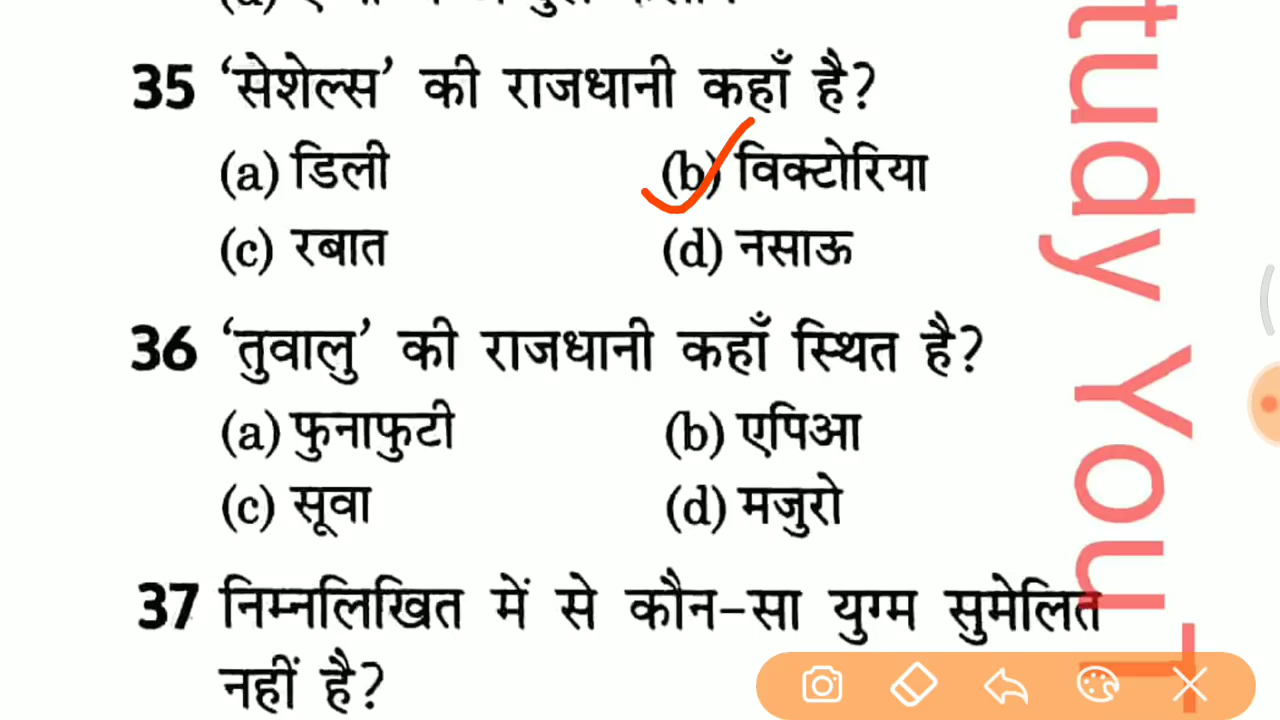 35 'सेशेल्स' की राजधानी कहाँ है?
(a) डिली (b) विक्टोरिया
(c) रबात (d) नसाऊ
36 'तुवालु' की राजधानी कहाँ स्थित है?
(a) फुनाफुटी (b) एपिआ
(c) सूवा (d) मजुरो
37 निम्नलिखित में से कौन-सा युग्म सुमेलित
नहीं है?
tudy You T